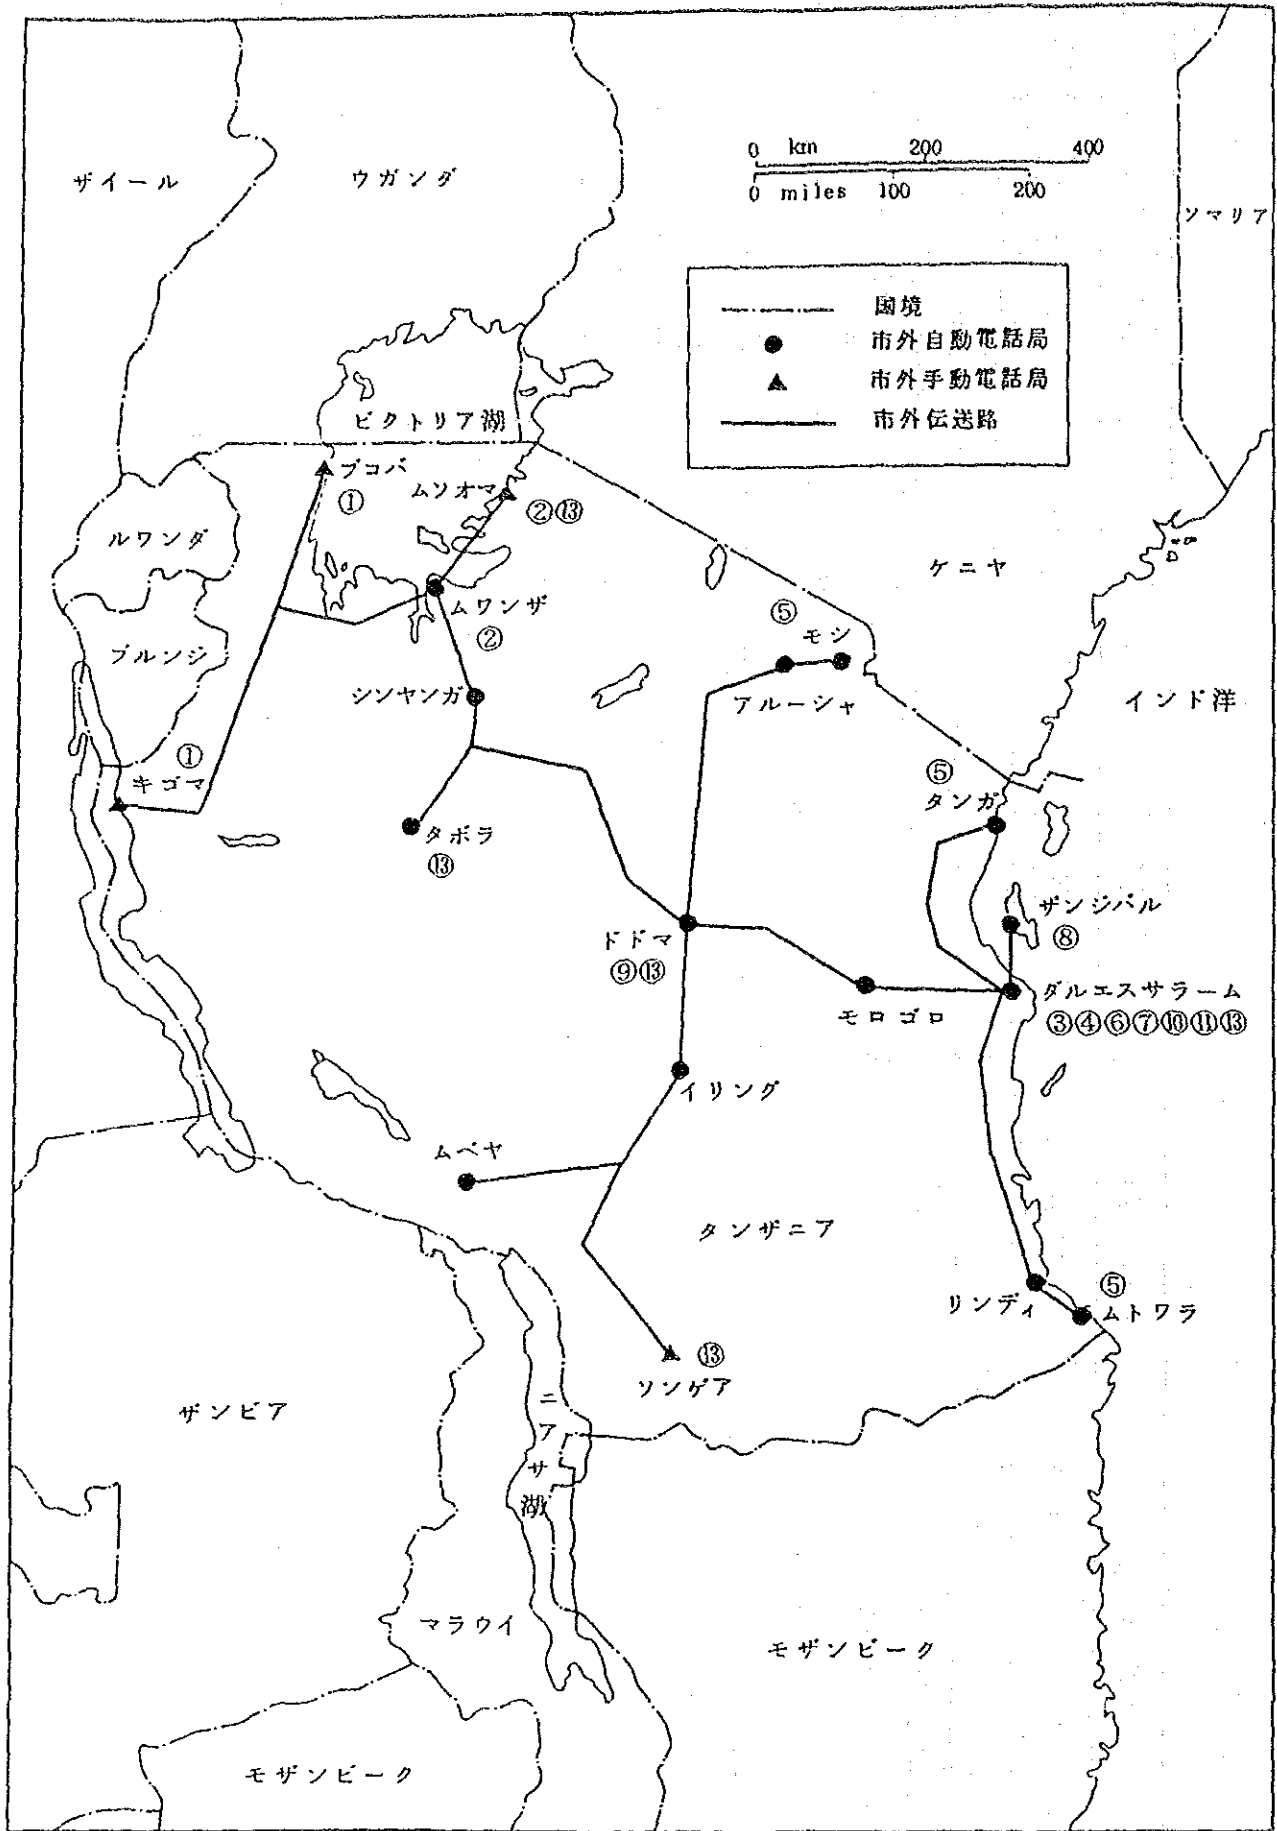 0 km 200 400
0 miles 100 200
ザイール
ウガンダ
ソマリア
国境
市外自動電話局
市外手動電話局
市外伝送路
ビクトリア湖
ブコバ
①
ムソオマ
②⑬
ルワンダ
ケニヤ
ムワンザ
②
⑤
モシ
アルーシャ
ブルンジ
シンヤンガ
インド洋
①
キゴマ
⑤
タンガ
タボラ
⑬
ザンジバル
⑧
ドドマ
⑨⑬
モロゴロ
ダルエスサラーム
③④⑥⑦⑩⑪⑬
イリング
ムベヤ
タンザニア
リンディ
⑤
ムトワラ
⑬
ソンゲア
ザンビア
ニアサ湖
マラウイ
モザンビーク
モザンビーク